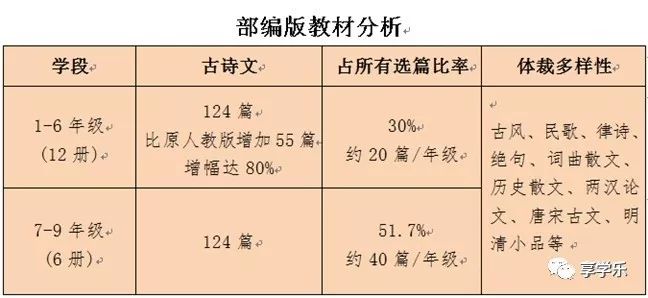 部编版教材分析
学段
古诗文
占所有选篇比率
体裁多样性
1-6 年级
(12 册)
124 篇
比原人教版增加 55 篇
增幅达 80%
30%
约 20 篇/年级
古风、民歌、律诗、
绝句、词曲散文、
历史散文、两汉论
文、唐宋古文、明
清小品等
7-9 年级
(6 册)
124 篇
51.7%
约 40 篇/年级
享学乐